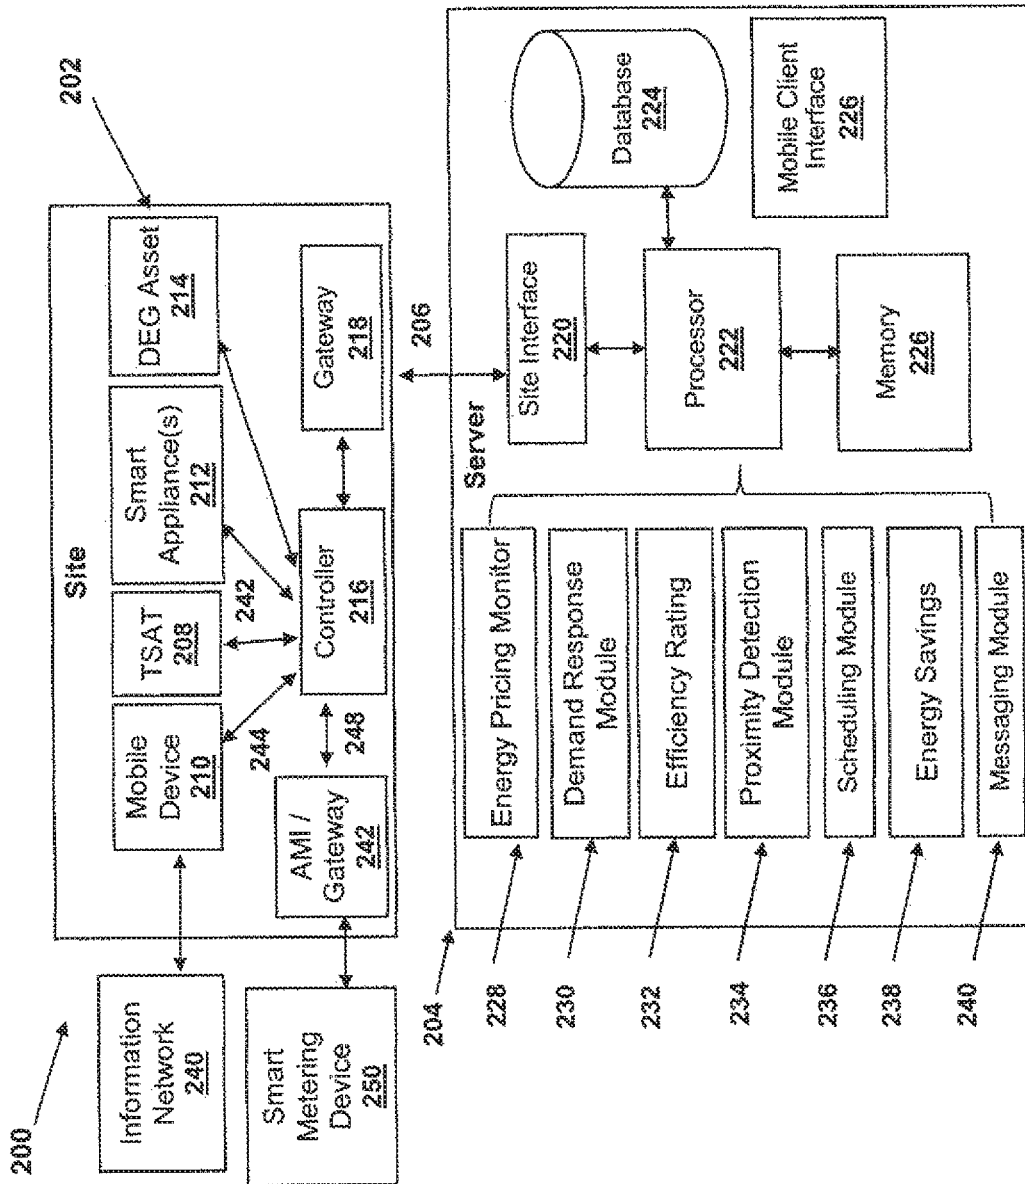 200
202
Information
Network
240
Smart
Metering
Device
250
Site
Mobile
Device
210
TSAT
208
Smart
Appliance(s)
212
DEG Asset
214
244
242
AMI /
Gateway
242
248
Controller
216
Gateway
218
206
204
Server
228
Energy Pricing Monitor
230
Demand Response
Module
232
Efficiency Rating
234
Proximity Detection
Module
236
Scheduling Module
238
Energy Savings
240
Messaging Module
Site Interface
220
Processor
222
Memory
226
Database
224
Mobile Client
Interface
226